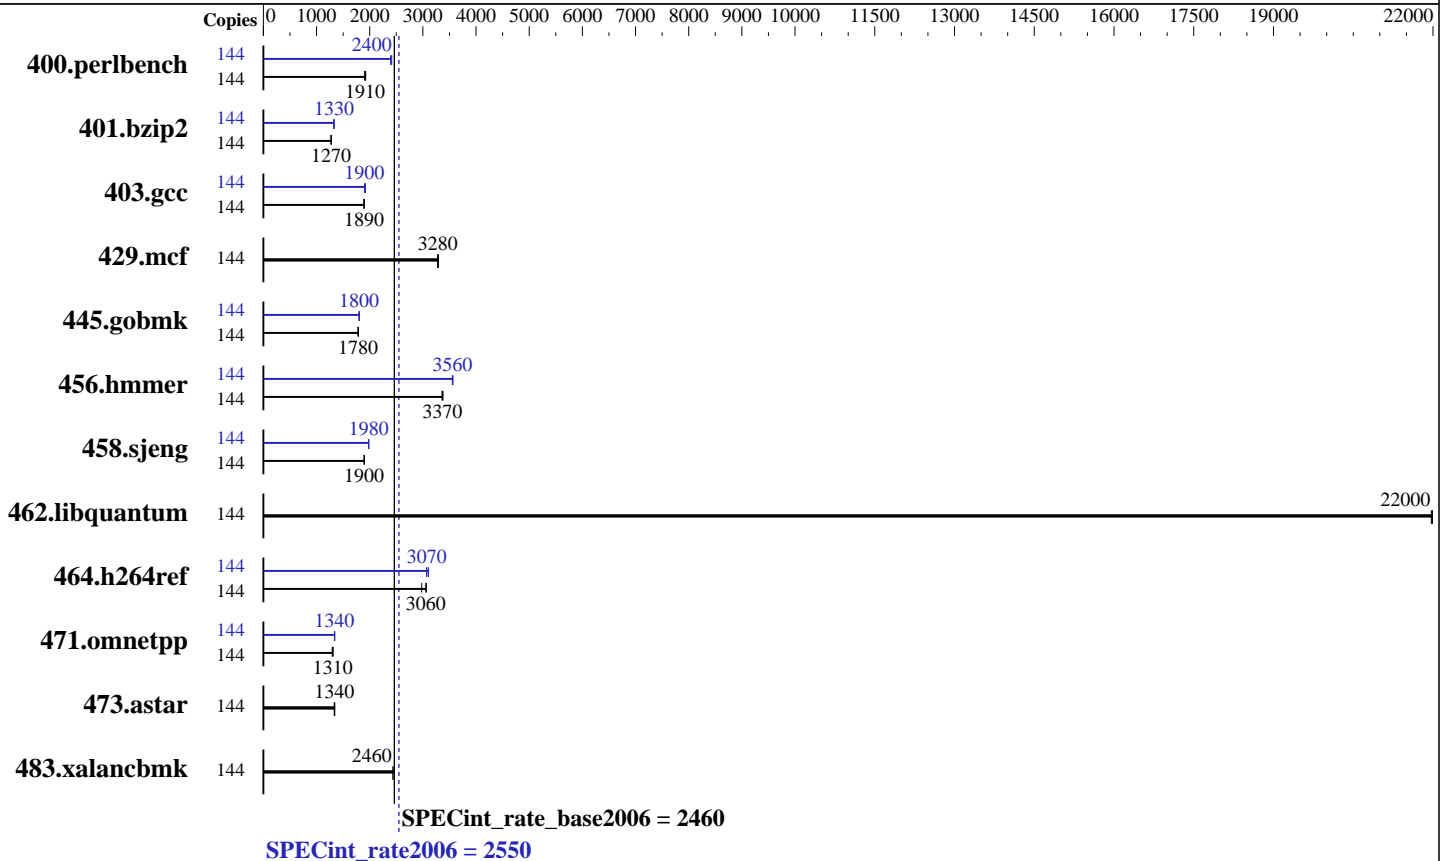 Copies 0 1000 2000 3000 4000 5000 6000 7000 8000 9000 10000 11500 13000 14500 16000 17500 19000 22000
400.perlbench 144 2400
144 1910
401.bzip2 144 1330
144 1270
403.gcc 144 1900
144 1890
429.mcf 144 3280
445.gobmk 144 1800
144 1780
456.hmmer 144 3560
144 3370
458.sjeng 144 1980
144 1900
462.libquantum 144 22000
464.h264ref 144 3070
144 3060
471.omnetpp 144 1340
144 1310
473.astar 144 1340
483.xalancbmk 144 2460
SPECint_rate_base2006 = 2460
SPECint_rate2006 = 2550